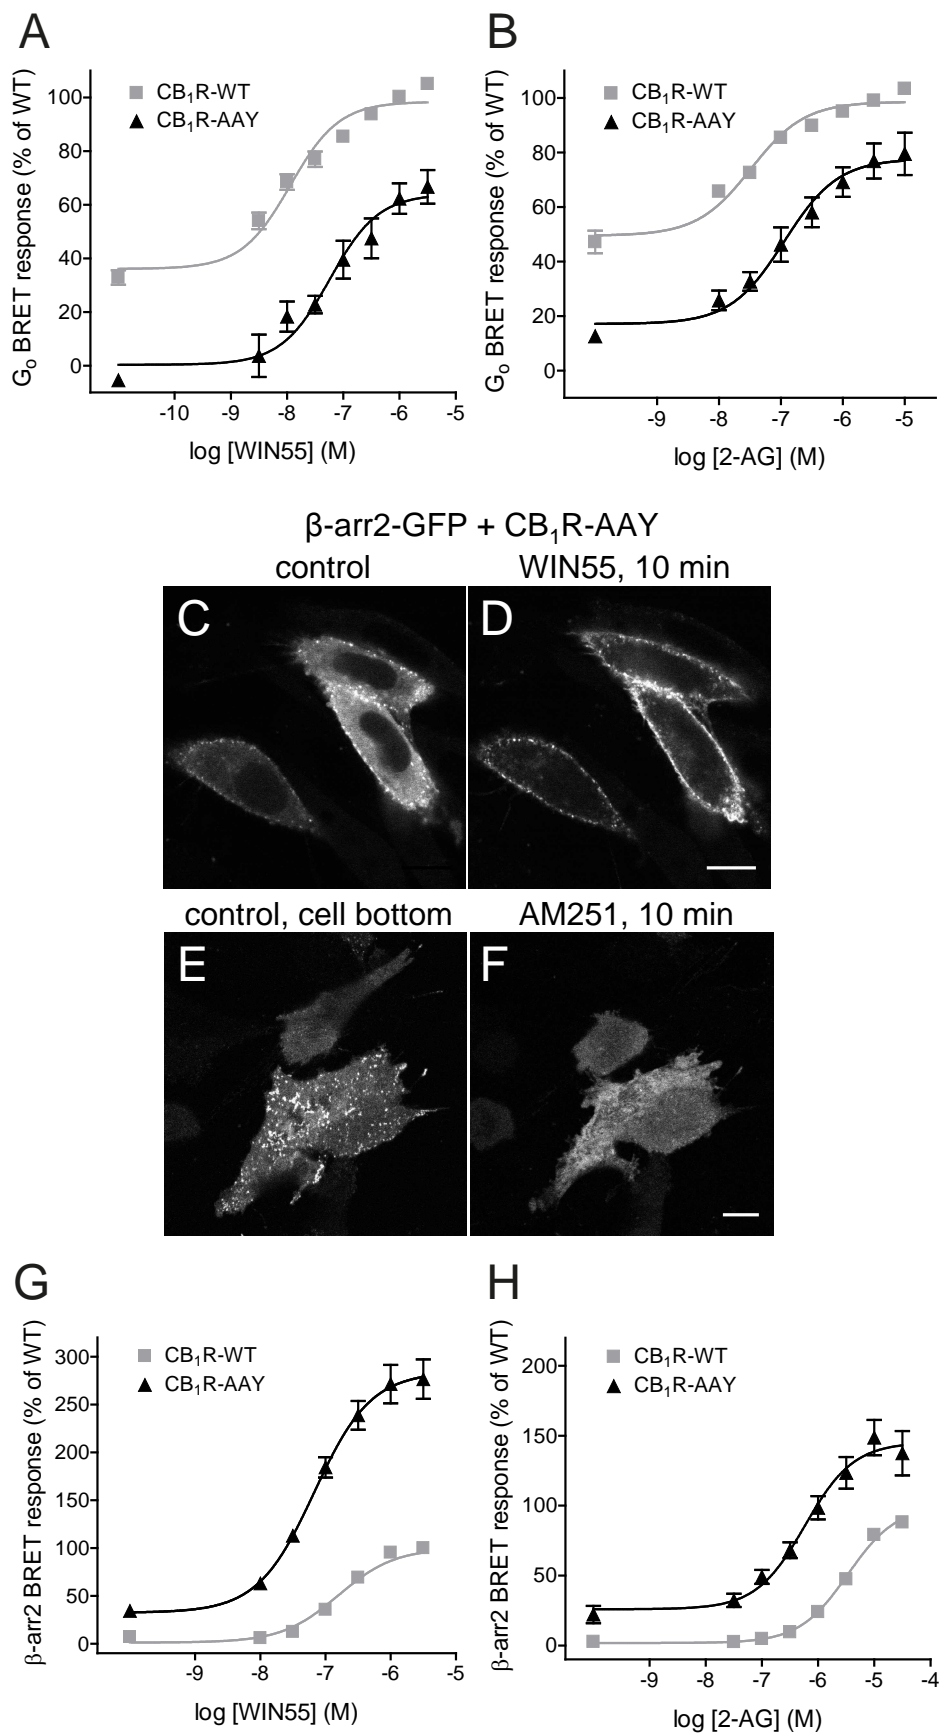 A
B
Gₒ BRET response (% of WT)
100
80
60
40
20
0
CB₁R-WT
CB₁R-AAY
-10
-9
-8
-7
-6
-5
log [WIN55] (M)
Gₒ BRET response (% of WT)
100
80
60
40
20
0
CB₁R-WT
CB₁R-AAY
-9
-8
-7
-6
-5
log [2-AG] (M)
β-arr2-GFP + CB₁R-AAY
control
WIN55, 10 min
C
D
control, cell bottom
AM251, 10 min
E
F
G
H
β-arr2 BRET response (% of WT)
300
250
200
150
100
50
0
CB₁R-WT
CB₁R-AAY
-9
-8
-7
-6
-5
log [WIN55] (M)
β-arr2 BRET response (% of WT)
200
150
100
50
0
CB₁R-WT
CB₁R-AAY
-9
-8
-7
-6
-5
-4
log [2-AG] (M)